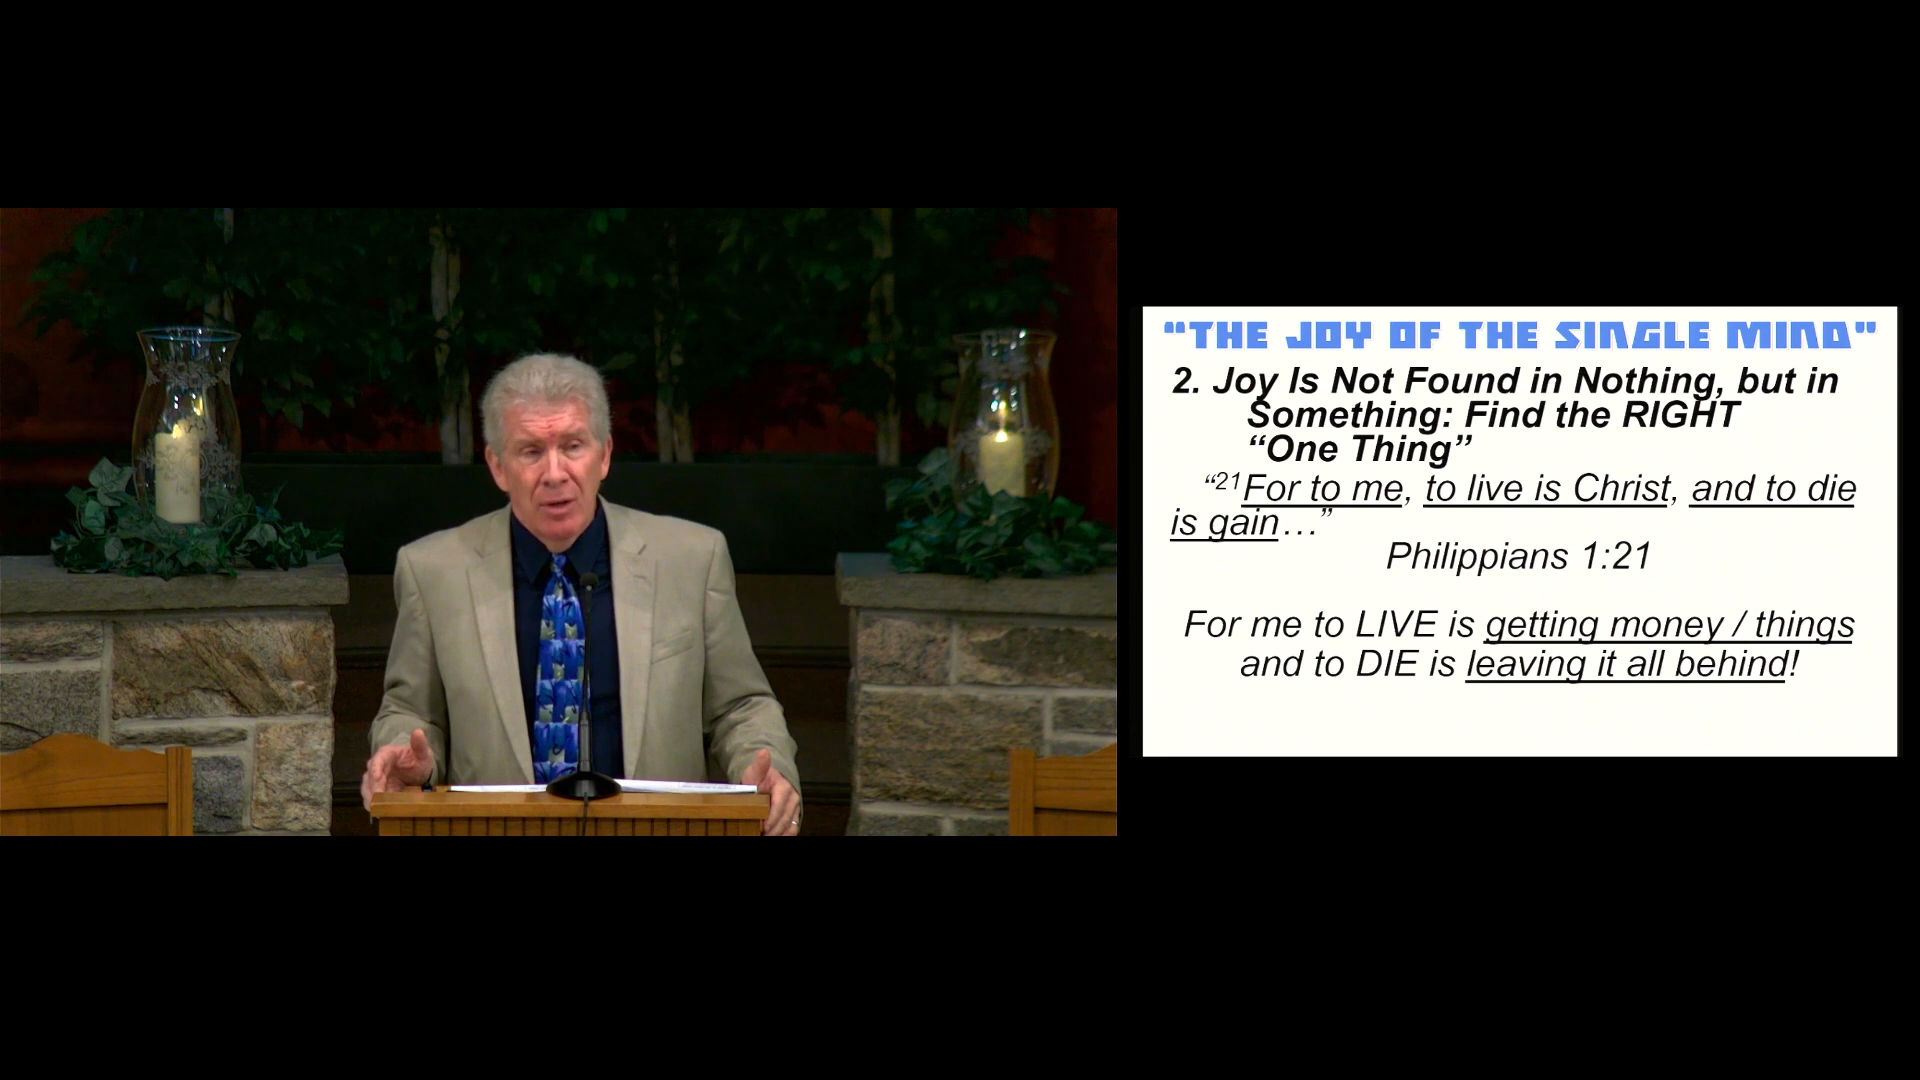 "THE JOY OF THE SINGLE MIND"
2. Joy Is Not Found in Nothing, but in
Something: Find the RIGHT
“One Thing”
“21For to me, to live is Christ, and to die
is gain…”
Philippians 1:21
For me to LIVE is getting money / things
and to DIE is leaving it all behind!